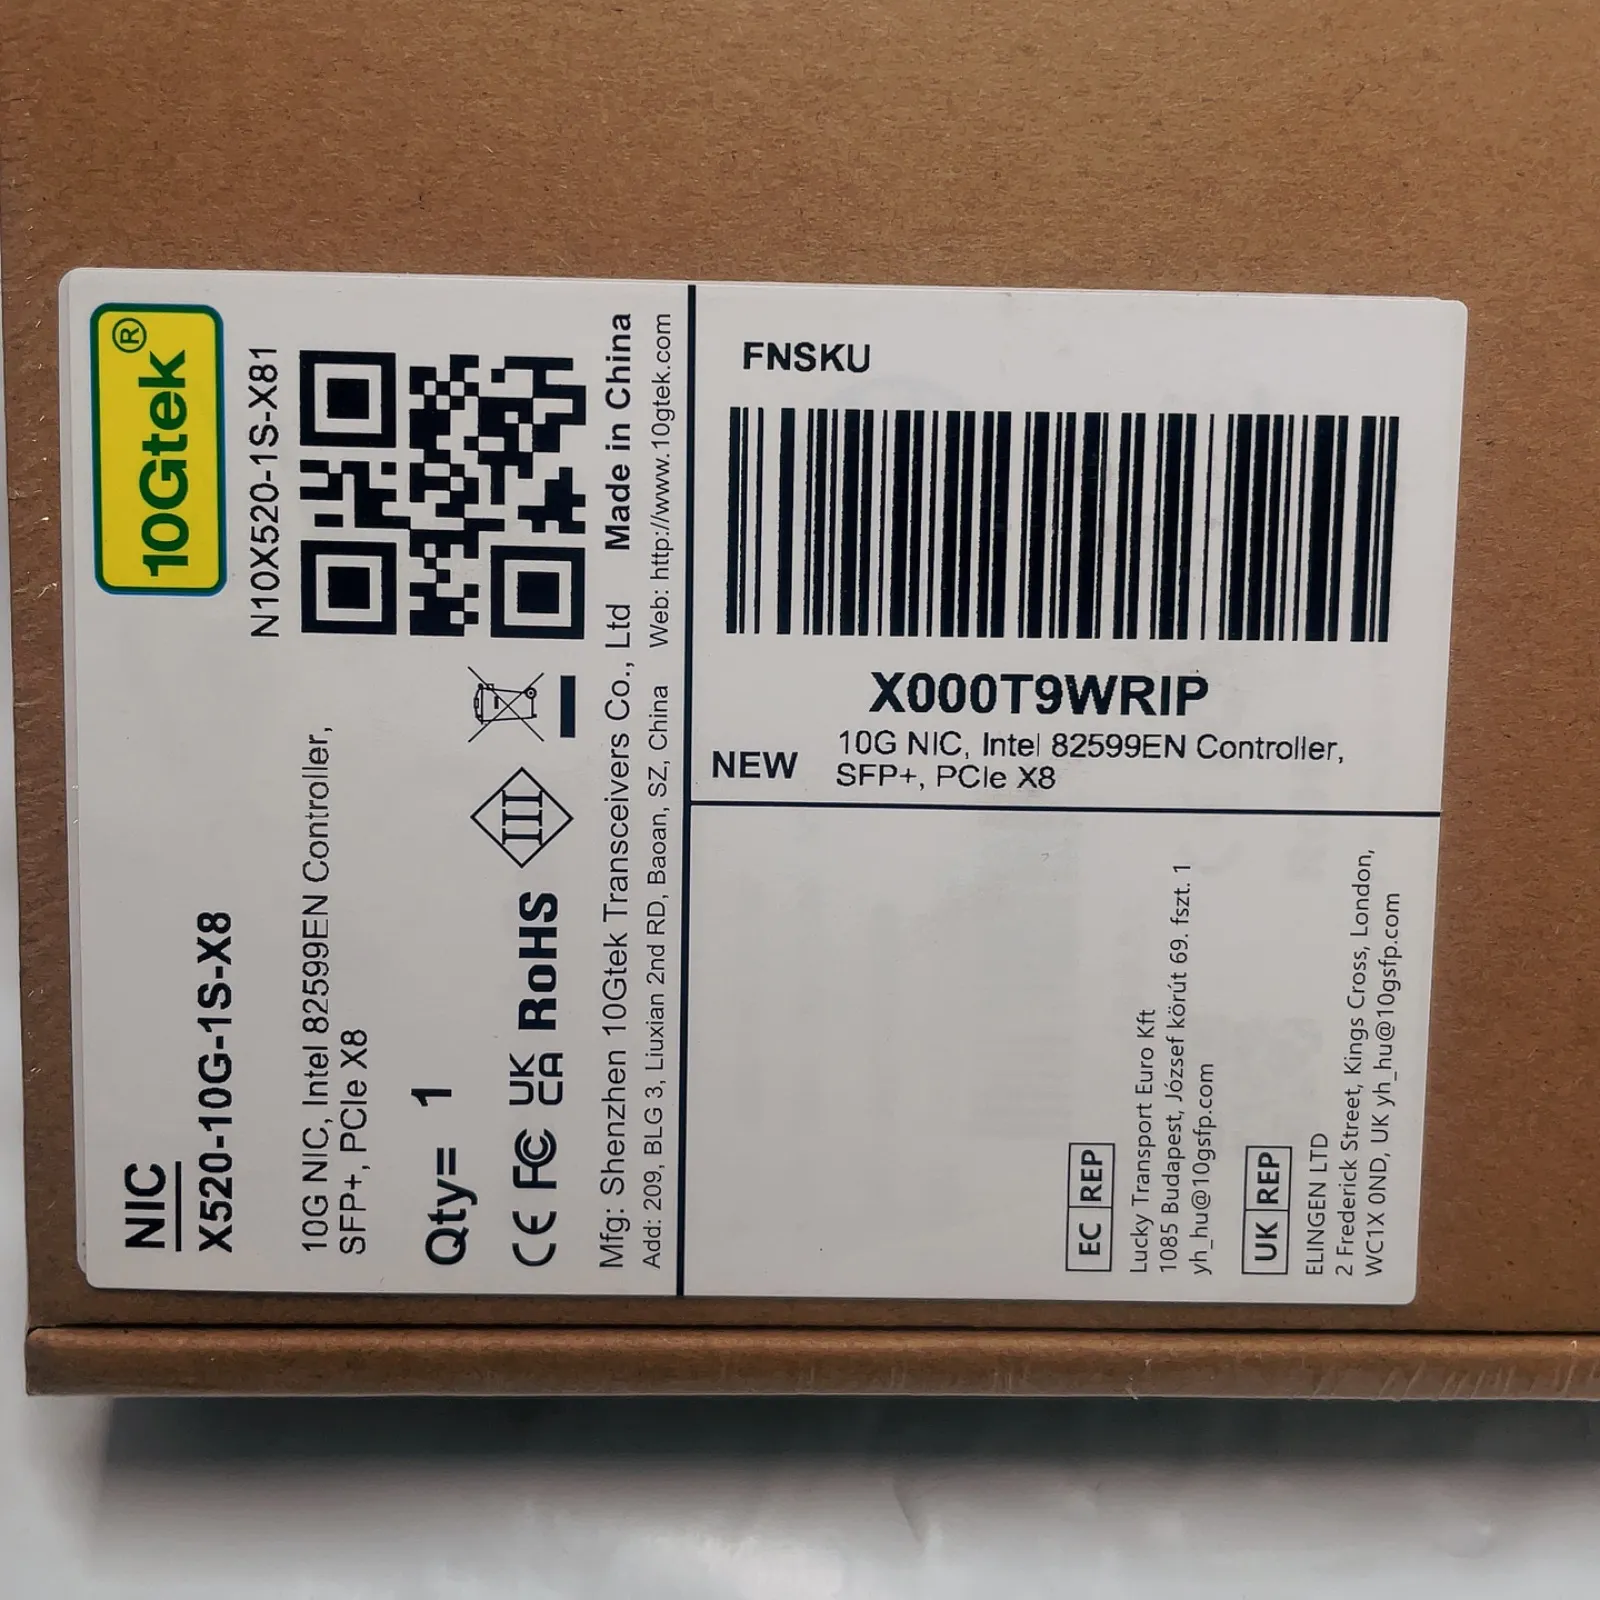 10Gtek®
NIC
X520-10G-1S-X8
N10X520-1S-X81
10G NIC, Intel 82599EN Controller,
SFP+, PCIe X8
Qty= 1
CE FC UK CA RoHS III
Mfg: Shenzhen 10Gtek Transceivers Co., Ltd Made in China
Add: 209, BLG 3, Liuxian 2nd RD, Baoan, SZ, China Web: http://www.10gtek.com
FNSKU
X000T9WRIP
NEW
10G NIC, Intel 82599EN Controller,
SFP+, PCIe X8
EC REP
Lucky Transport Euro Kft
1085 Budapest, József körút 69. fszt. 1
yh_hu@10gsfp.com
UK REP
ELINGEN LTD
2 Frederick Street, Kings Cross, London,
WC1X 0ND, UK yh_hu@10gsfp.com